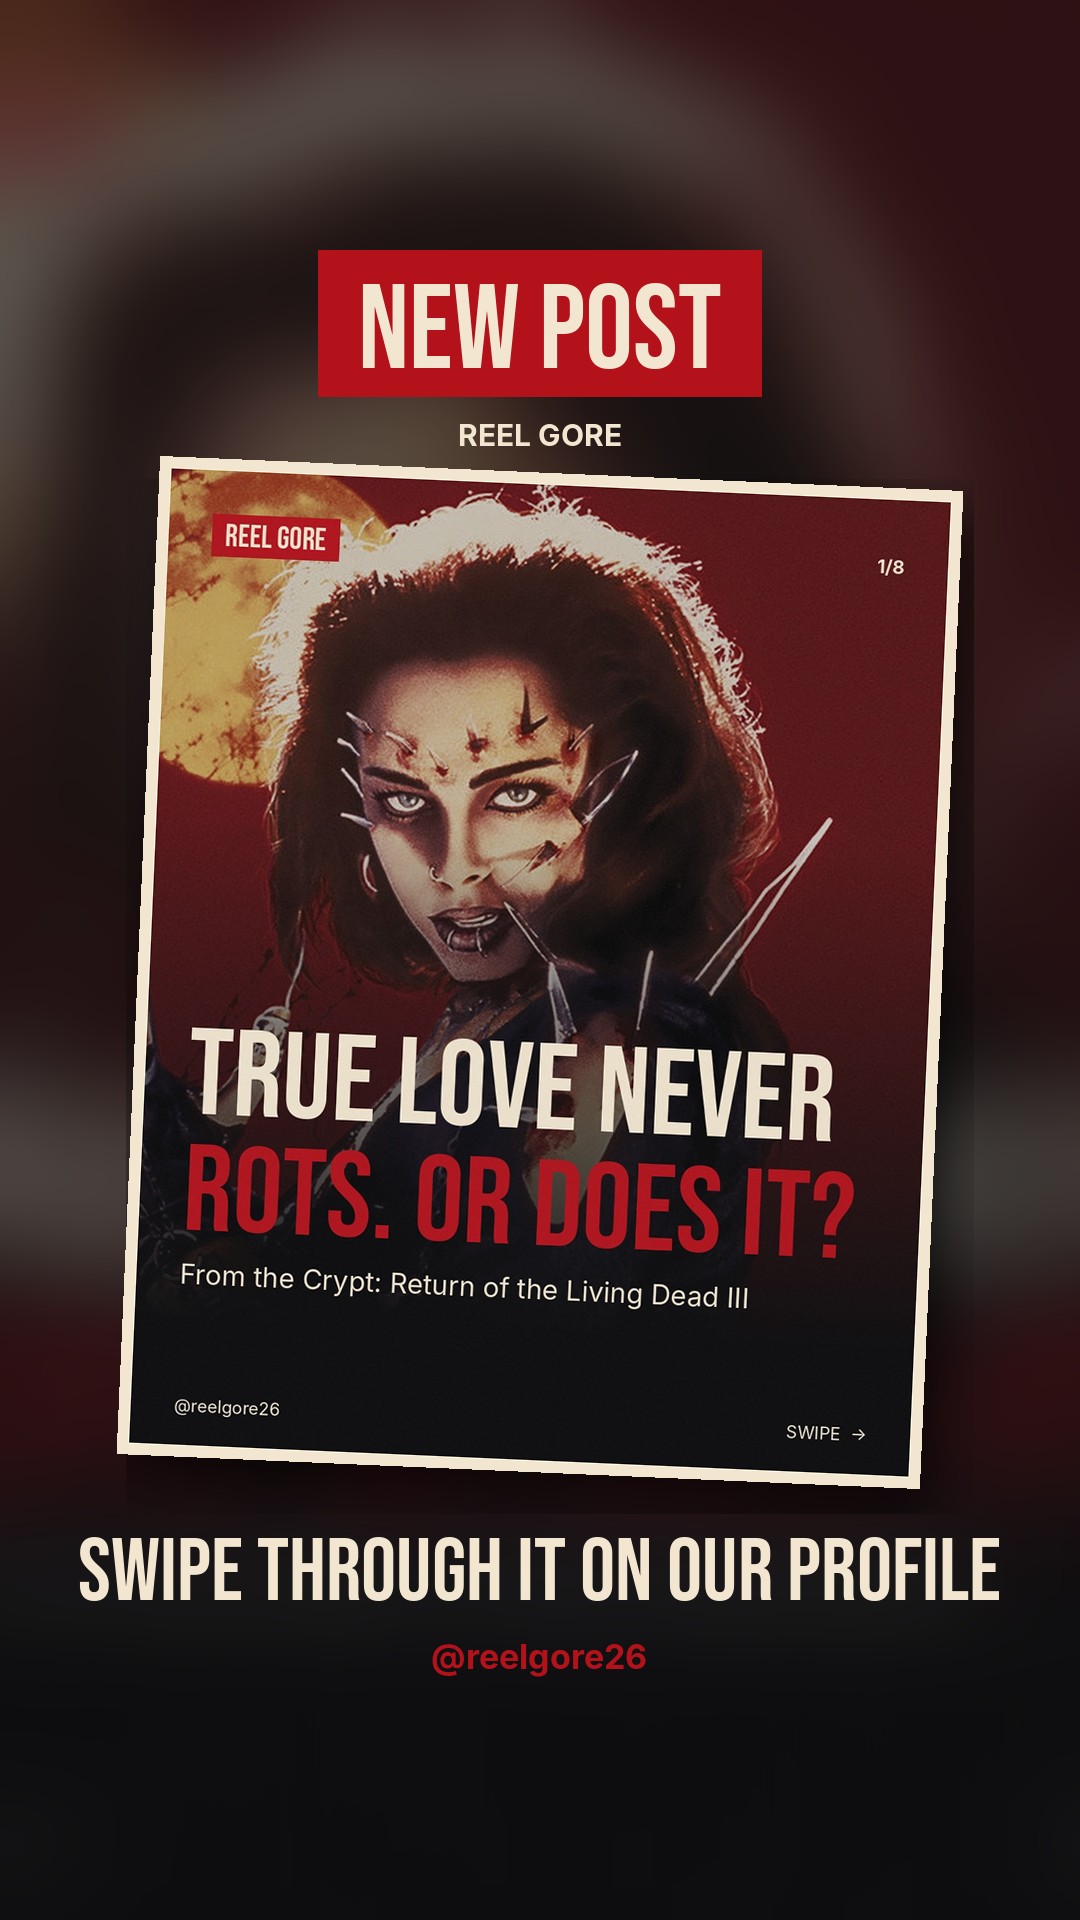 NEW POST
REEL GORE
REEL GORE
1/8
TRUE LOVE NEVER
ROTS. OR DOES IT?
From the Crypt: Return of the Living Dead III
@reelgore26
SWIPE →
SWIPE THROUGH IT ON OUR PROFILE
@reelgore26